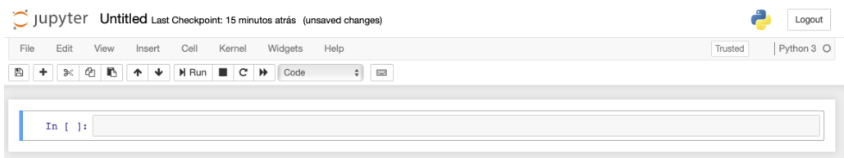 jupyter Untitled Last Checkpoint: 15 minutos atrás (unsaved changes) Logout
File Edit View Insert Cell Kernel Widgets Help Trusted Python 3
Run Code
In [ ]: